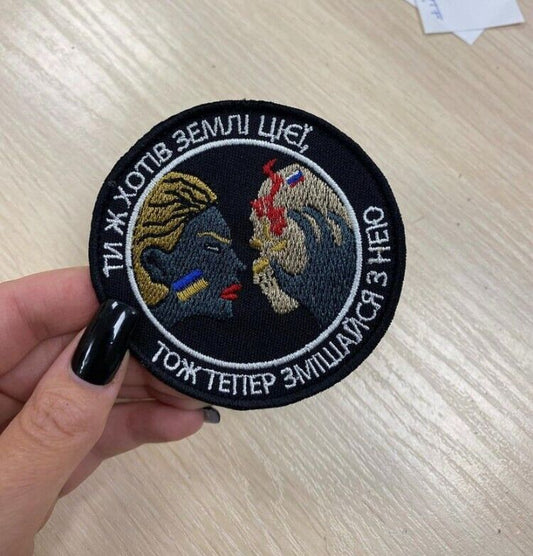 ТИ Ж ХОТІВ ЗЕМЛІ ЦІЄЇ,
ТОЖ ТЕПЕР ЗМІШАЙСЯ З НЕЮ